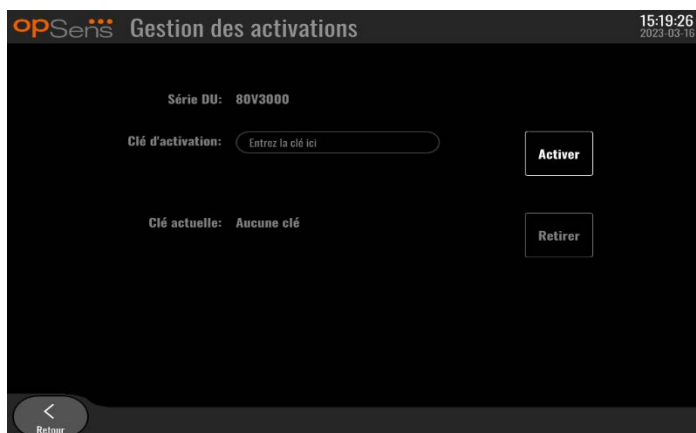 opSens Gestion des activations 15:19:26
2023-03-16
Série DU: 80V3000
Clé d'activation: Entrez la clé ici Activer
Clé actuelle: Aucune clé Retirer
Retour